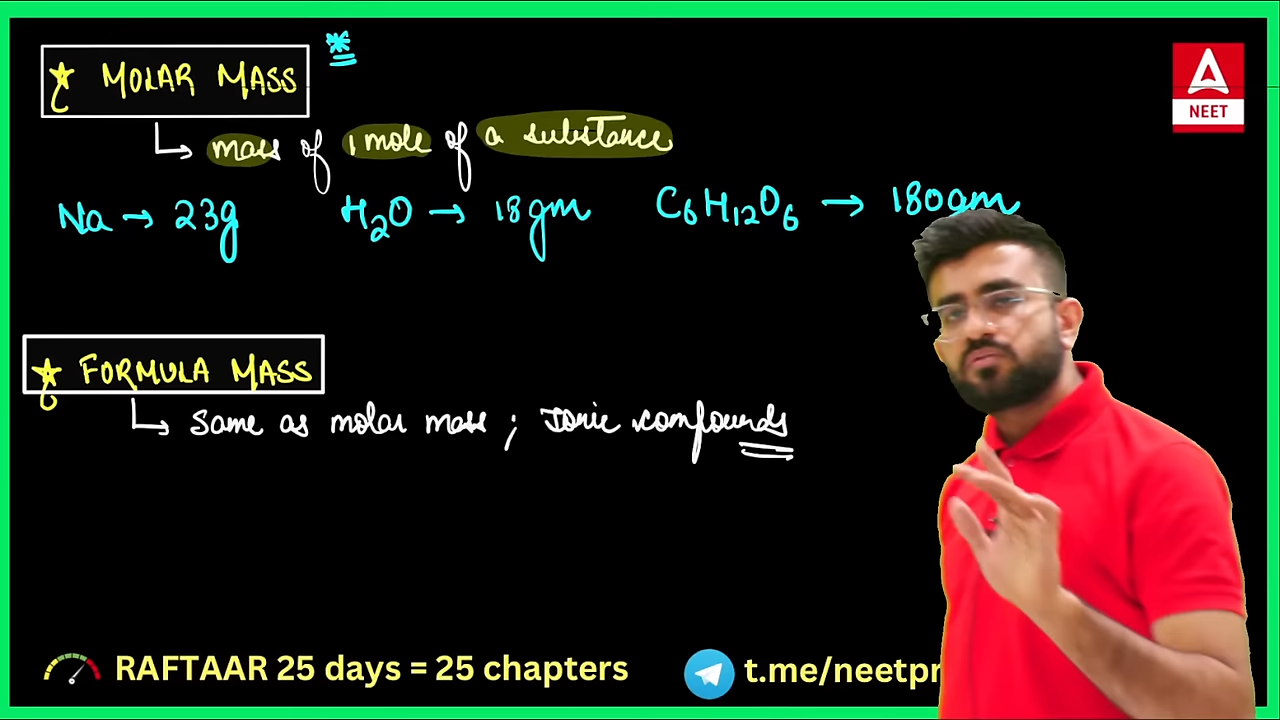 MOLAR MASS
NEET
mass of 1 mole of a substance
Na → 23g H₂O → 18gm C₆H₁₂O₆ → 180gm
FORMULA MASS
Same as molar mass ; Ionic compounds
RAFTAAR 25 days = 25 chapters t.me/neetpr